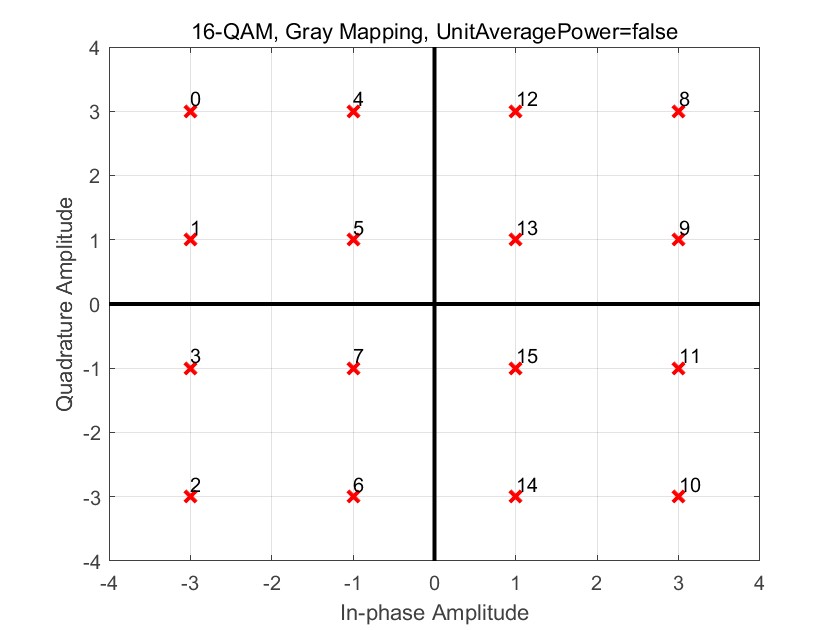 16-QAM, Gray Mapping, UnitAveragePower=false
4
0 4 12 8
3
2
1 5 13 9
1
Quadrature Amplitude
0
3 7 15 11
-1
-2
2 6 14 10
-3
-4
-4 -3 -2 -1 0 1 2 3 4
In-phase Amplitude